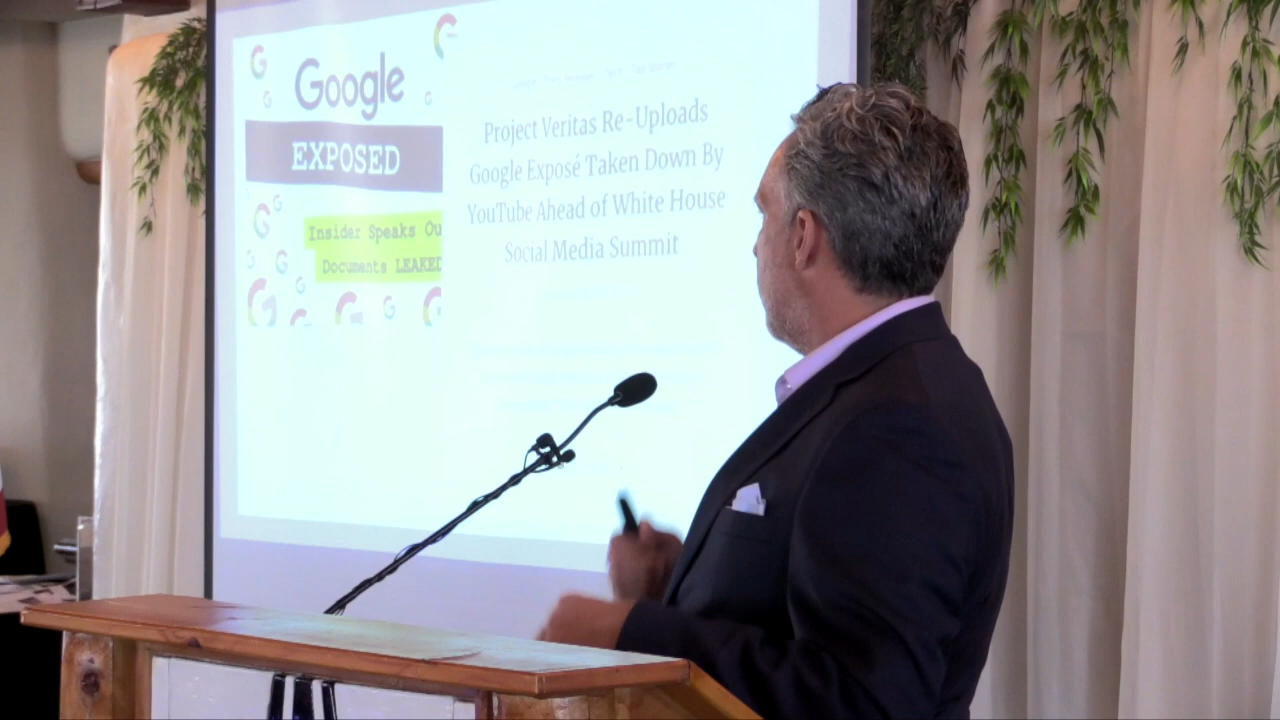 Google
EXPOSED
Insider Speaks Ou
Documents LEAKED
Project Veritas Re-Uploads
Google Exposé Taken Down By
YouTube Ahead of White House
Social Media Summit